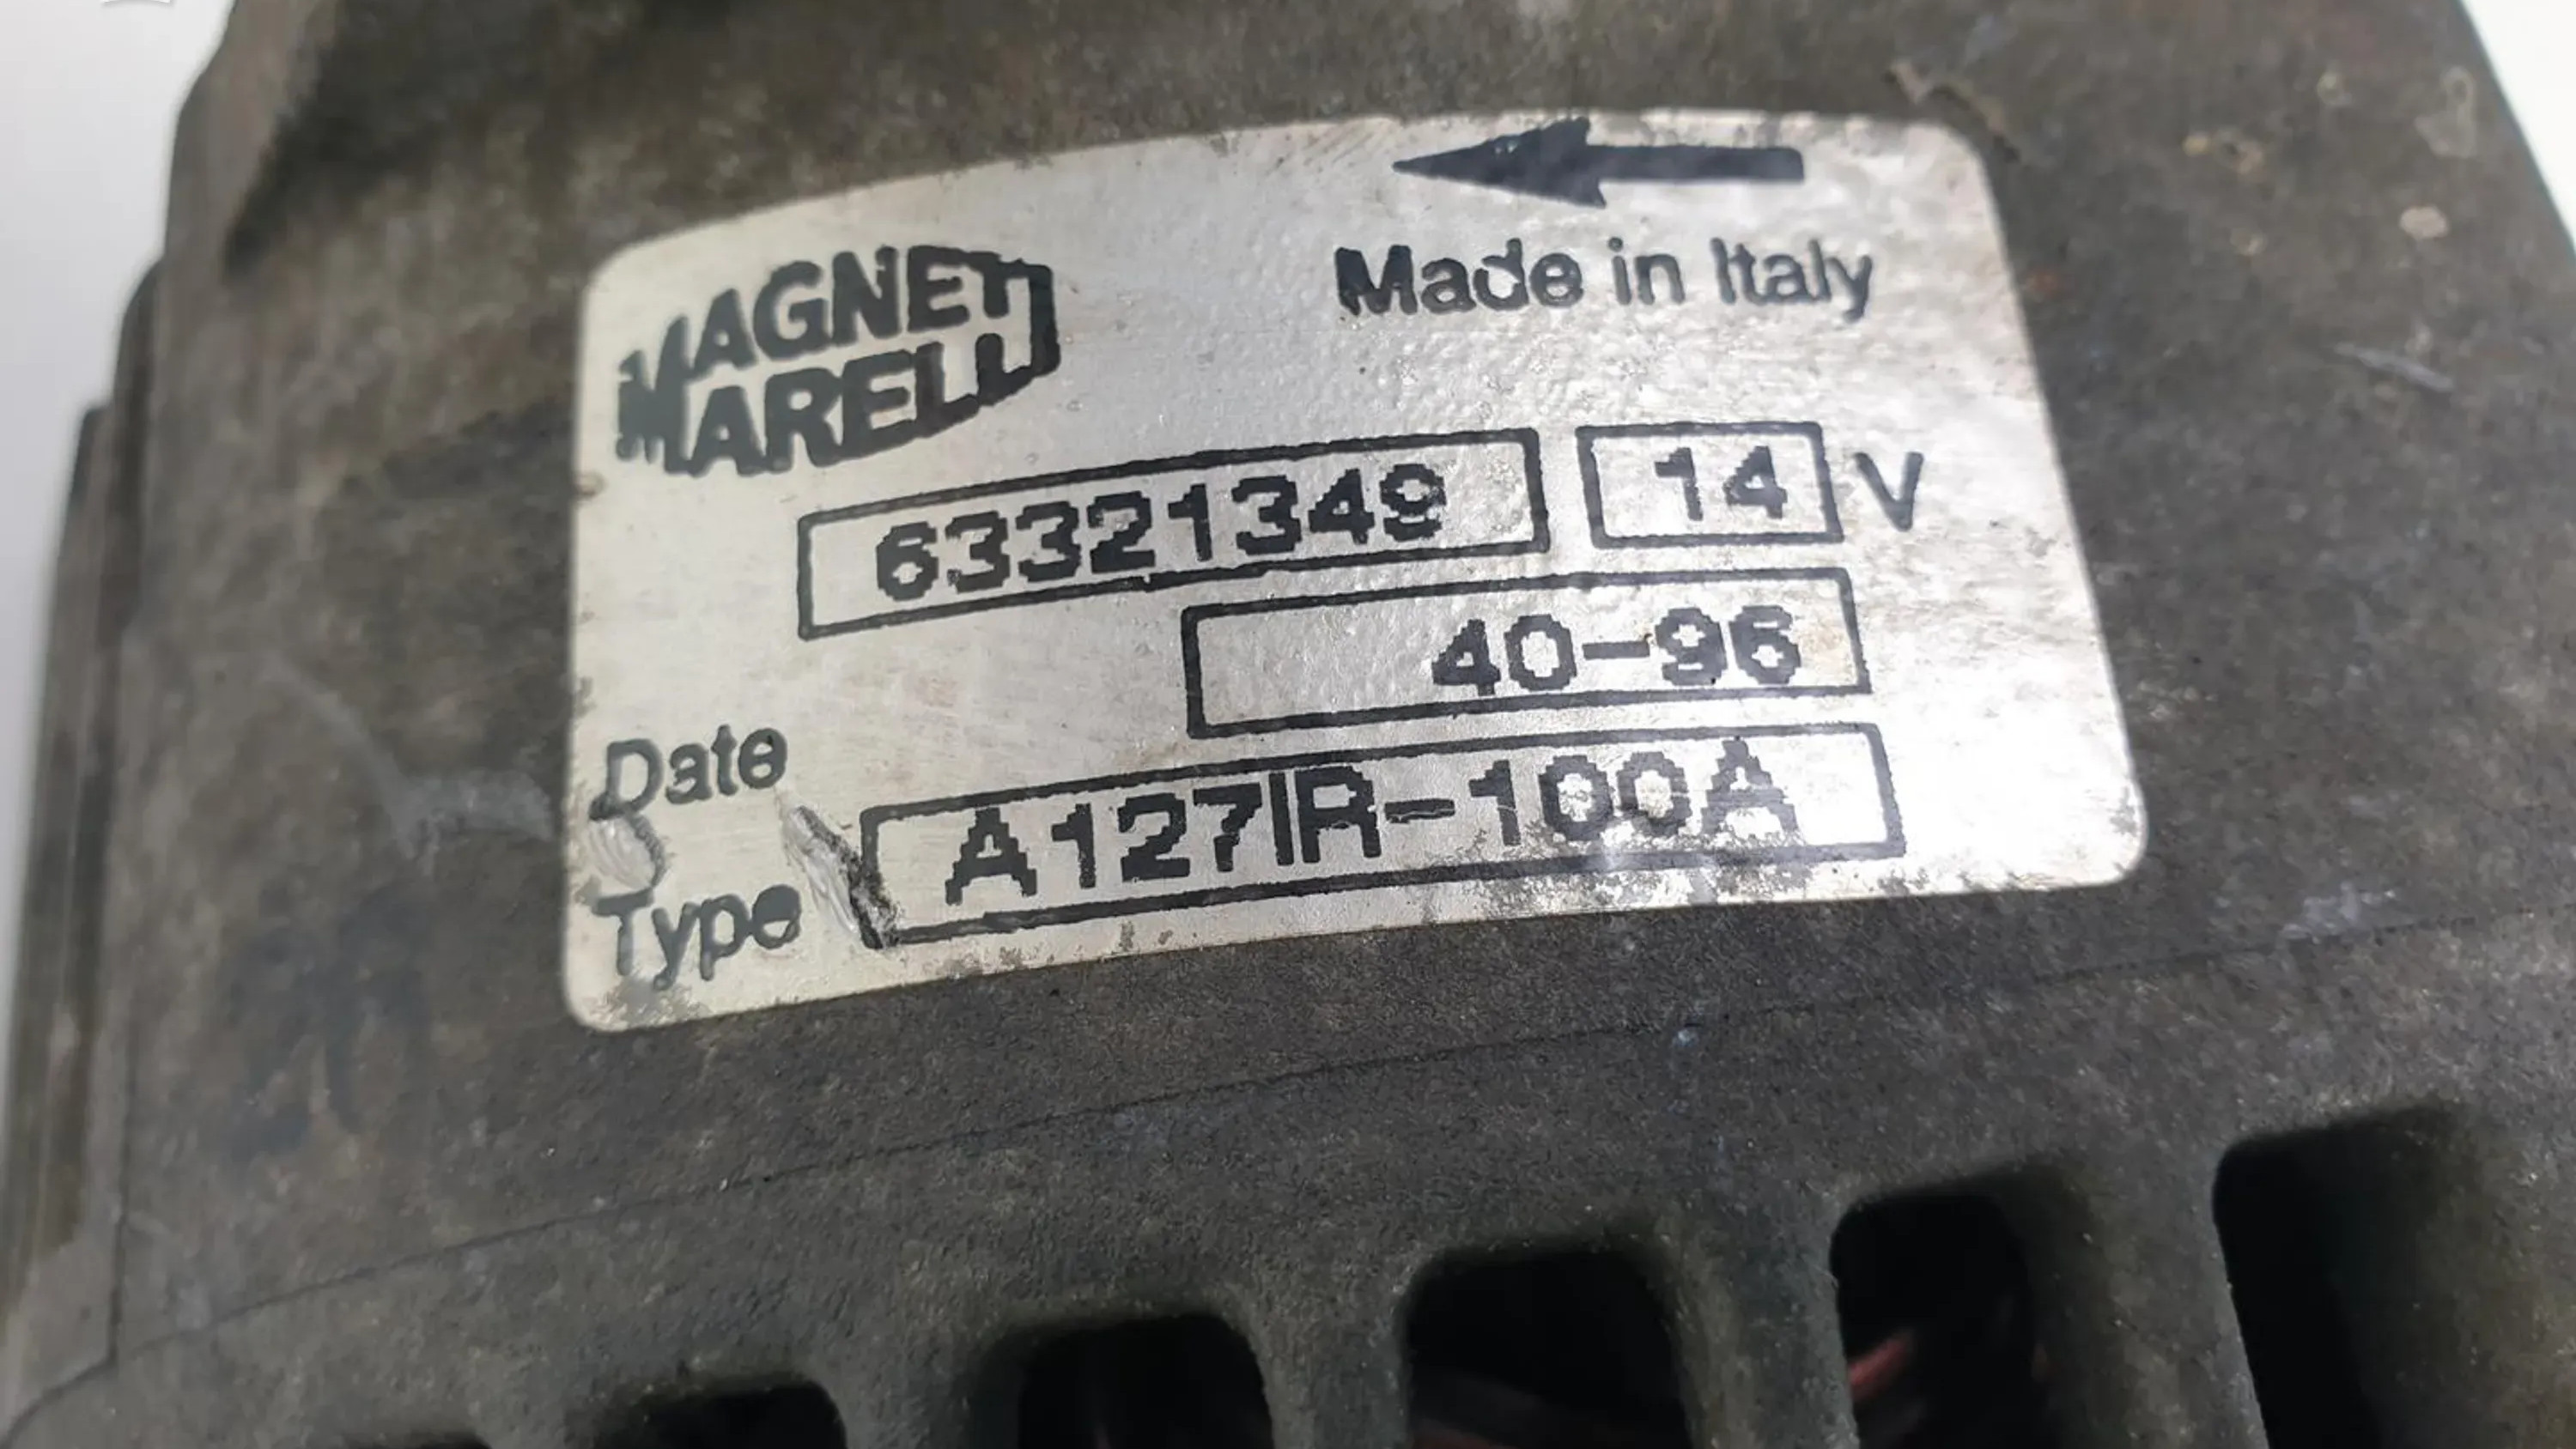 MAGNETI
MARELLI
Made in Italy
63321349 14 V
40-96
Date
Type A127IR-100A